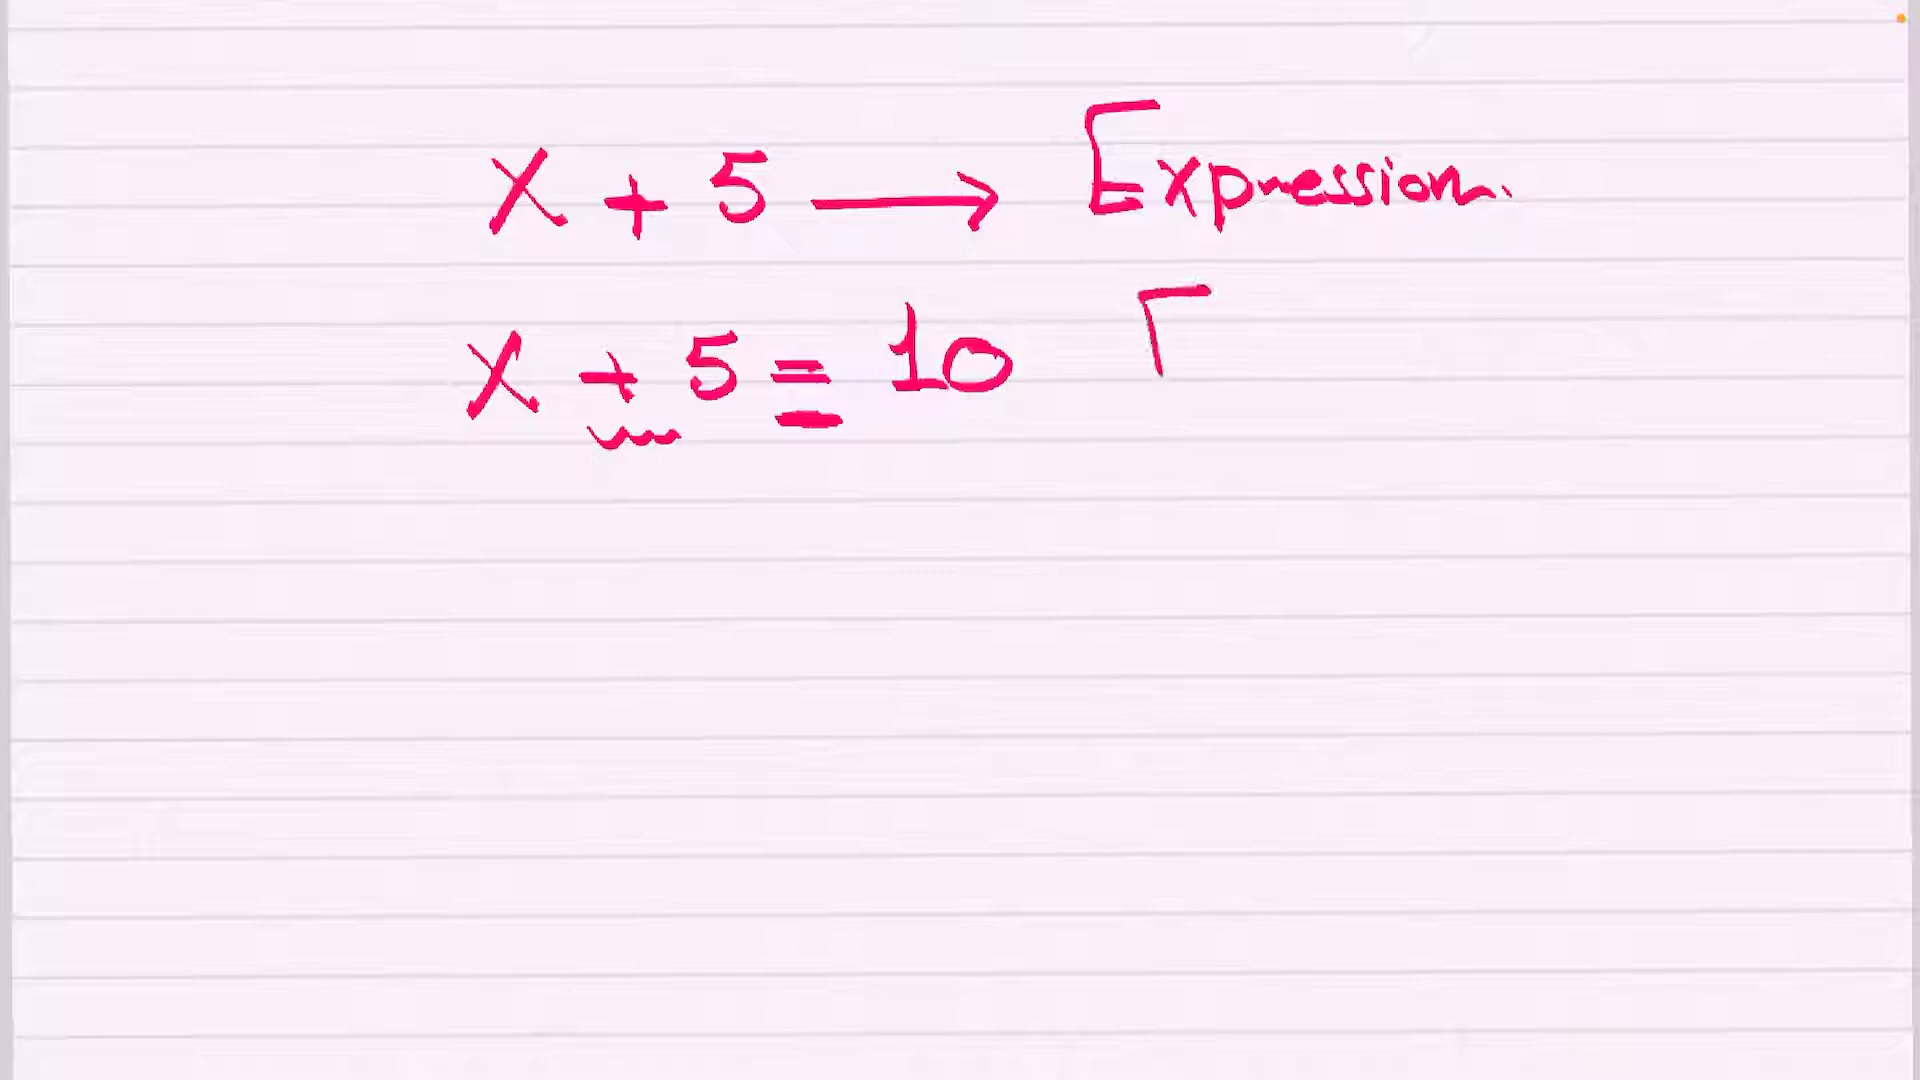 X + 5 → Expression.
X + 5 = 10